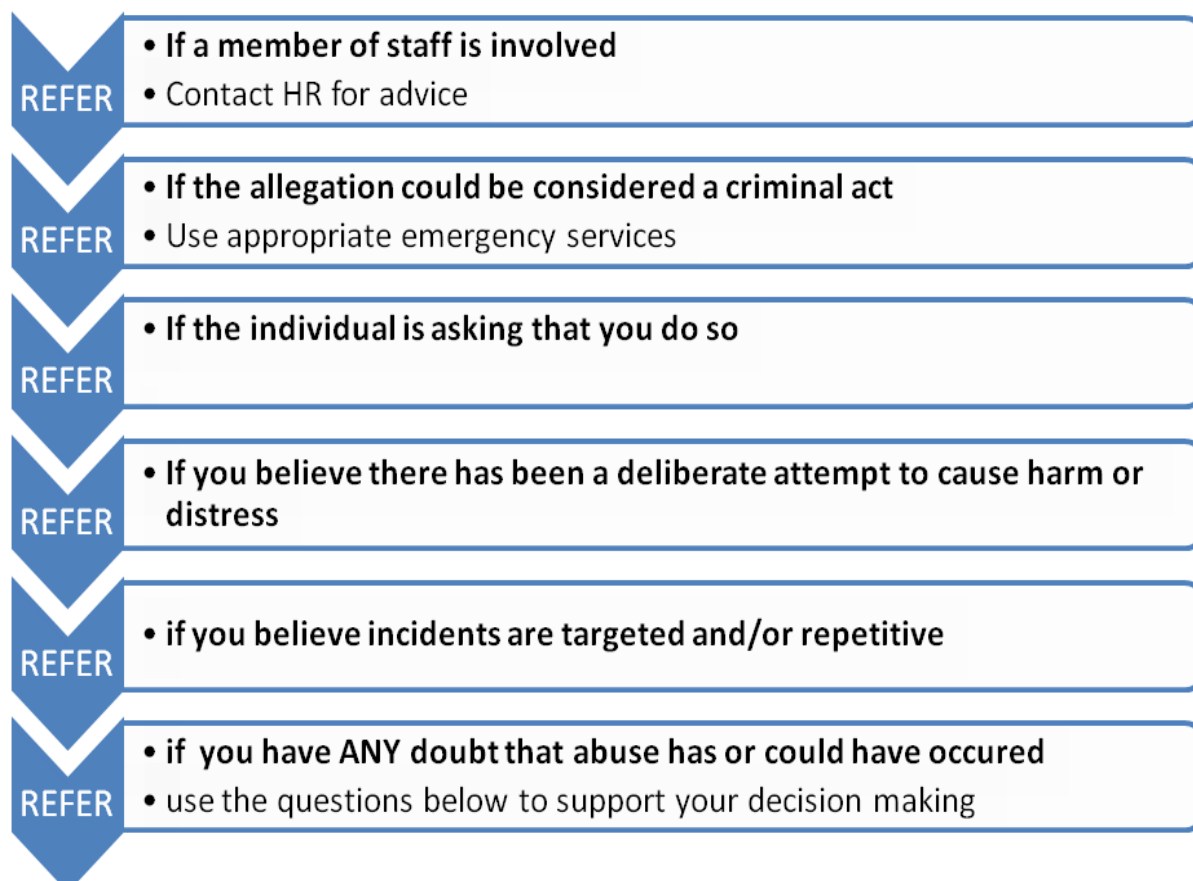 REFER
• If a member of staff is involved
• Contact HR for advice
REFER
• If the allegation could be considered a criminal act
• Use appropriate emergency services
REFER
• If the individual is asking that you do so
REFER
• If you believe there has been a deliberate attempt to cause harm or
distress
REFER
• if you believe incidents are targeted and/or repetitive
REFER
• if you have ANY doubt that abuse has or could have occured
• use the questions below to support your decision making